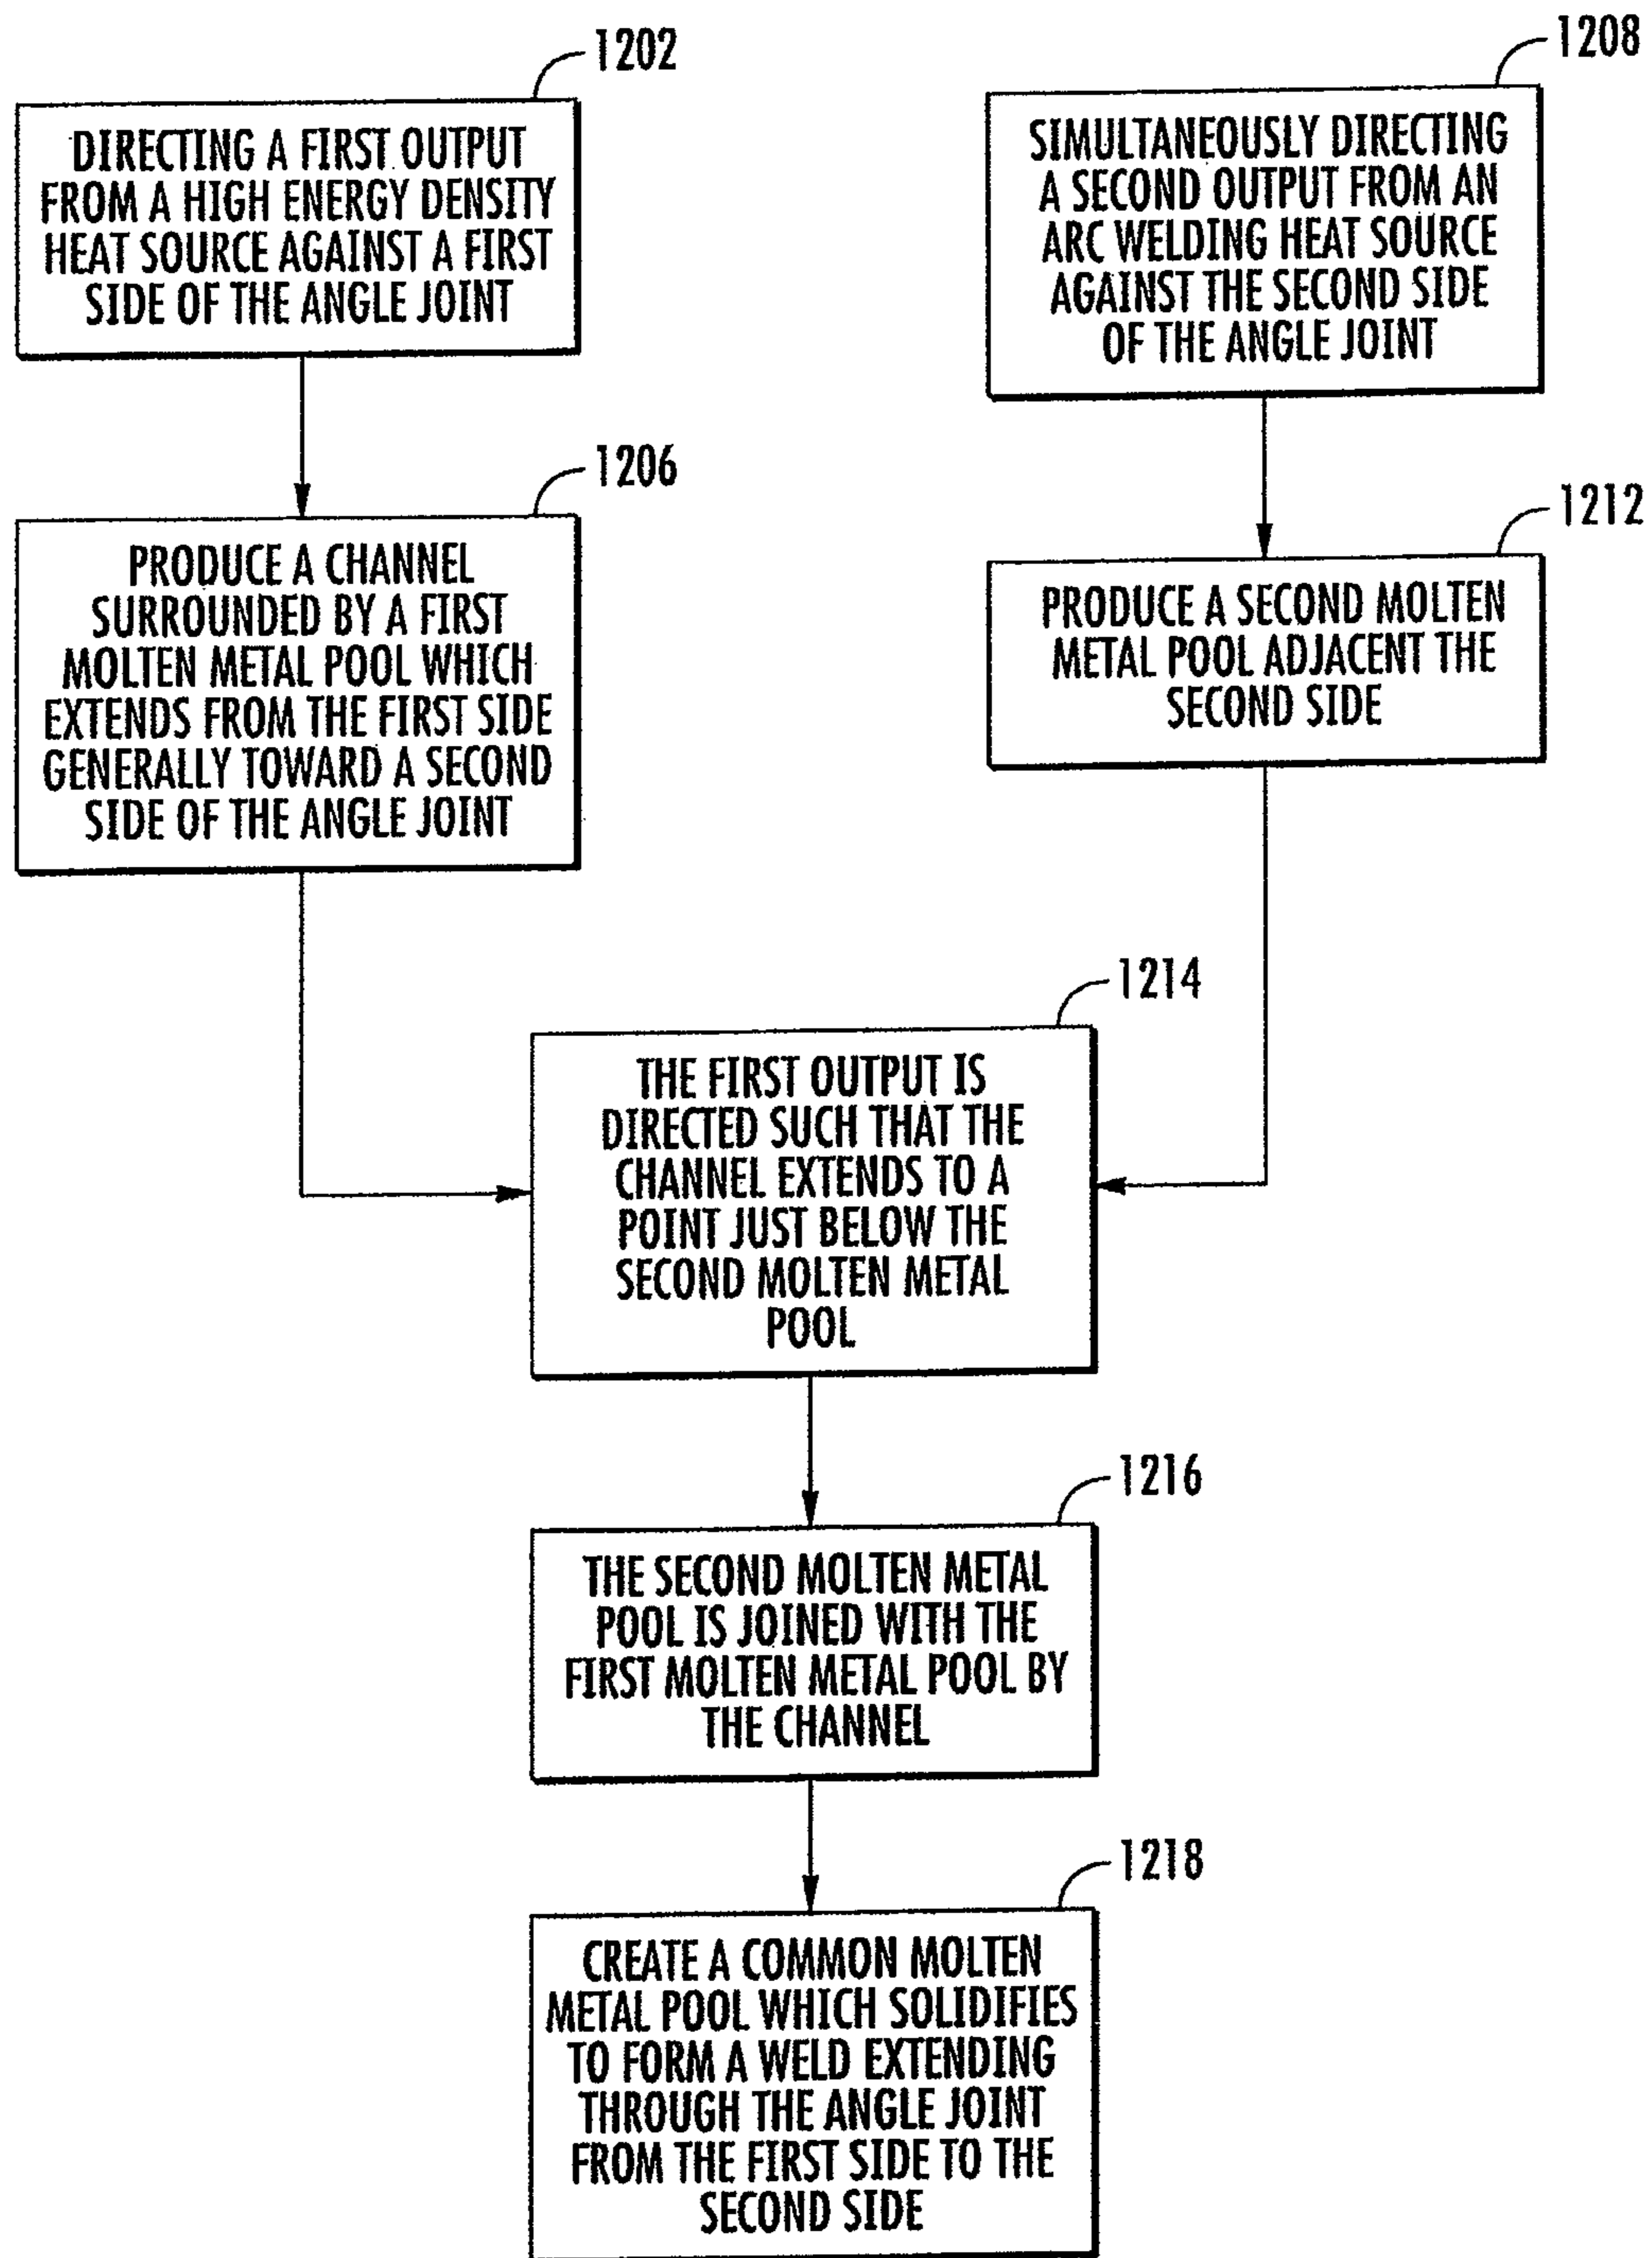 1202
DIRECTING A FIRST OUTPUT
FROM A HIGH ENERGY DENSITY
HEAT SOURCE AGAINST A FIRST
SIDE OF THE ANGLE JOINT
1208
SIMULTANEOUSLY DIRECTING
A SECOND OUTPUT FROM AN
ARC WELDING HEAT SOURCE
AGAINST THE SECOND SIDE
OF THE ANGLE JOINT
1206
PRODUCE A CHANNEL
SURROUNDED BY A FIRST
MOLTEN METAL POOL WHICH
EXTENDS FROM THE FIRST SIDE
GENERALLY TOWARD A SECOND
SIDE OF THE ANGLE JOINT
1212
PRODUCE A SECOND MOLTEN
METAL POOL ADJACENT THE
SECOND SIDE
1214
THE FIRST OUTPUT IS
DIRECTED SUCH THAT THE
CHANNEL EXTENDS TO A
POINT JUST BELOW THE
SECOND MOLTEN METAL
POOL
1216
THE SECOND MOLTEN METAL
POOL IS JOINED WITH THE
FIRST MOLTEN METAL POOL BY
THE CHANNEL
1218
CREATE A COMMON MOLTEN
METAL POOL WHICH SOLIDIFIES
TO FORM A WELD EXTENDING
THROUGH THE ANGLE JOINT
FROM THE FIRST SIDE TO THE
SECOND SIDE